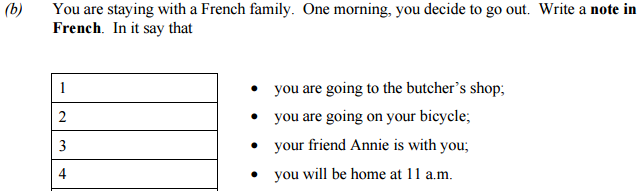 (b) You are staying with a French family. One morning, you decide to go out. Write a note in
French. In it say that
1 • you are going to the butcher's shop;
2 • you are going on your bicycle;
3 • your friend Annie is with you;
4 • you will be home at 11 a.m.